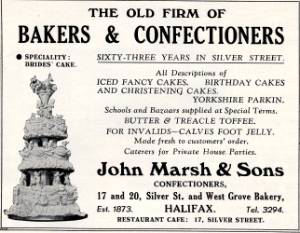 THE OLD FIRM OF
BAKERS & CONFECTIONERS
● SPECIALITY:
BRIDES' CAKE.
SIXTY-THREE YEARS IN SILVER STREET.
All Descriptions of
ICED FANCY CAKES. BIRTHDAY CAKES
AND CHRISTENING CAKES.
YORKSHIRE PARKIN.
Schools and Bazaars supplied at Special Terms.
BUTTER & TREACLE TOFFEE.
FOR INVALIDS—CALVES FOOT JELLY.
Made fresh to customers' order.
Caterers for Private House Parties.
John Marsh & Sons
CONFECTIONERS,
17 and 20, Silver St. and West Grove Bakery,
Est. 1873. HALIFAX. Tel. 3294.
RESTAURANT CAFE: 17, SILVER STREET.